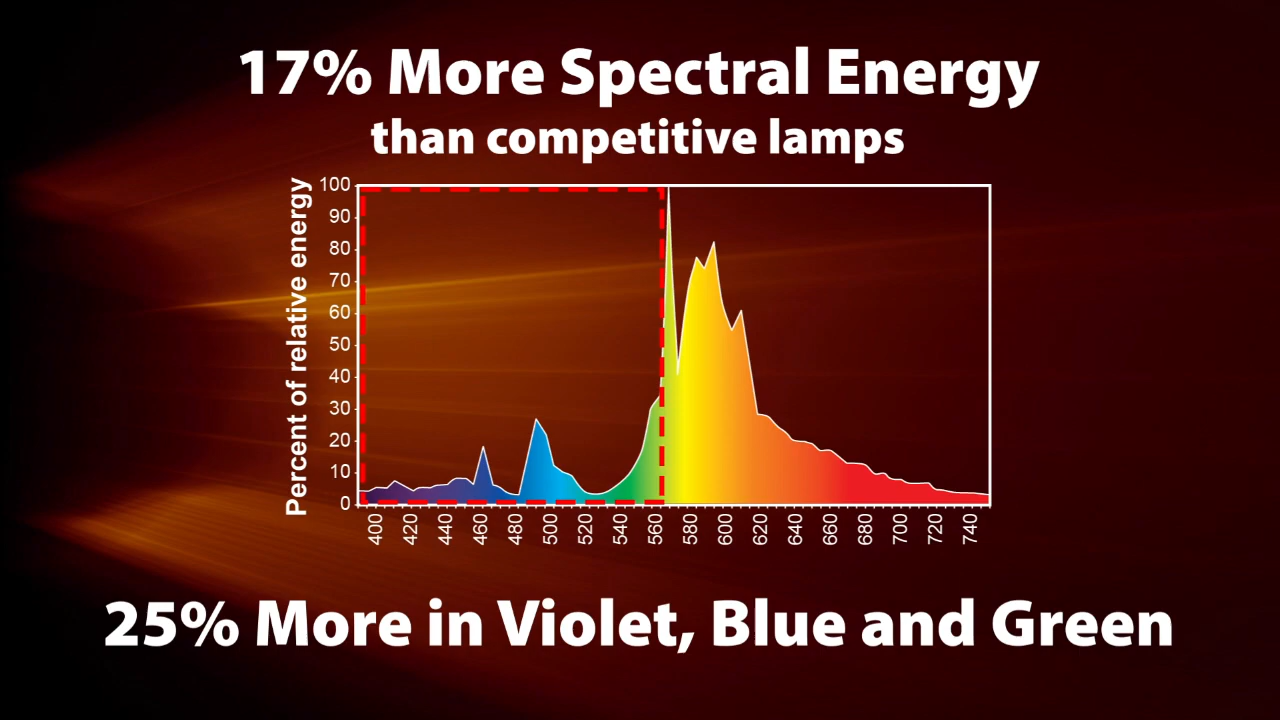 17% More Spectral Energy
than competitive lamps
Percent of relative energy
100
90
80
70
60
50
40
30
20
10
0
400 420 440 460 480 500 520 540 560 580 600 620 640 660 680 700 720 740
25% More in Violet, Blue and Green